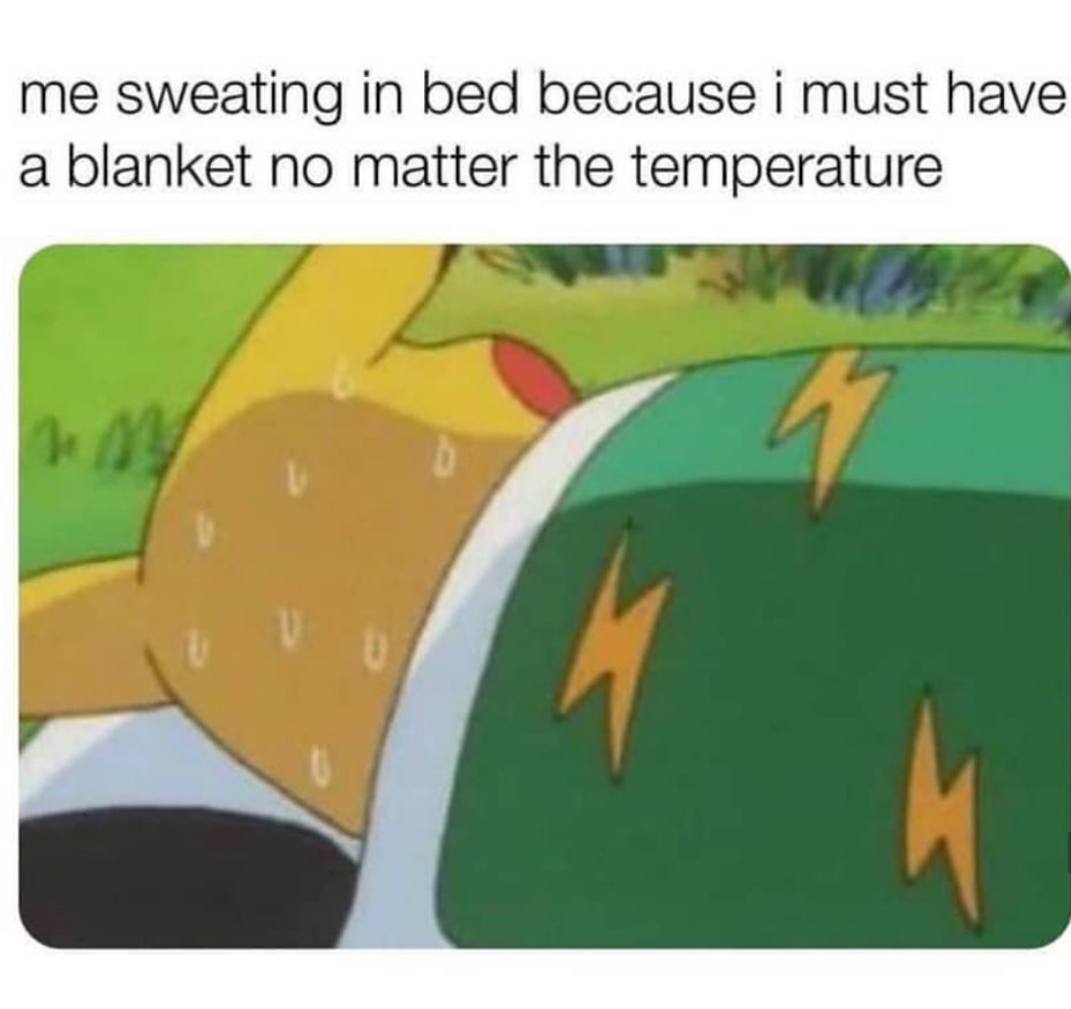 me sweating in bed because i must have
a blanket no matter the temperature